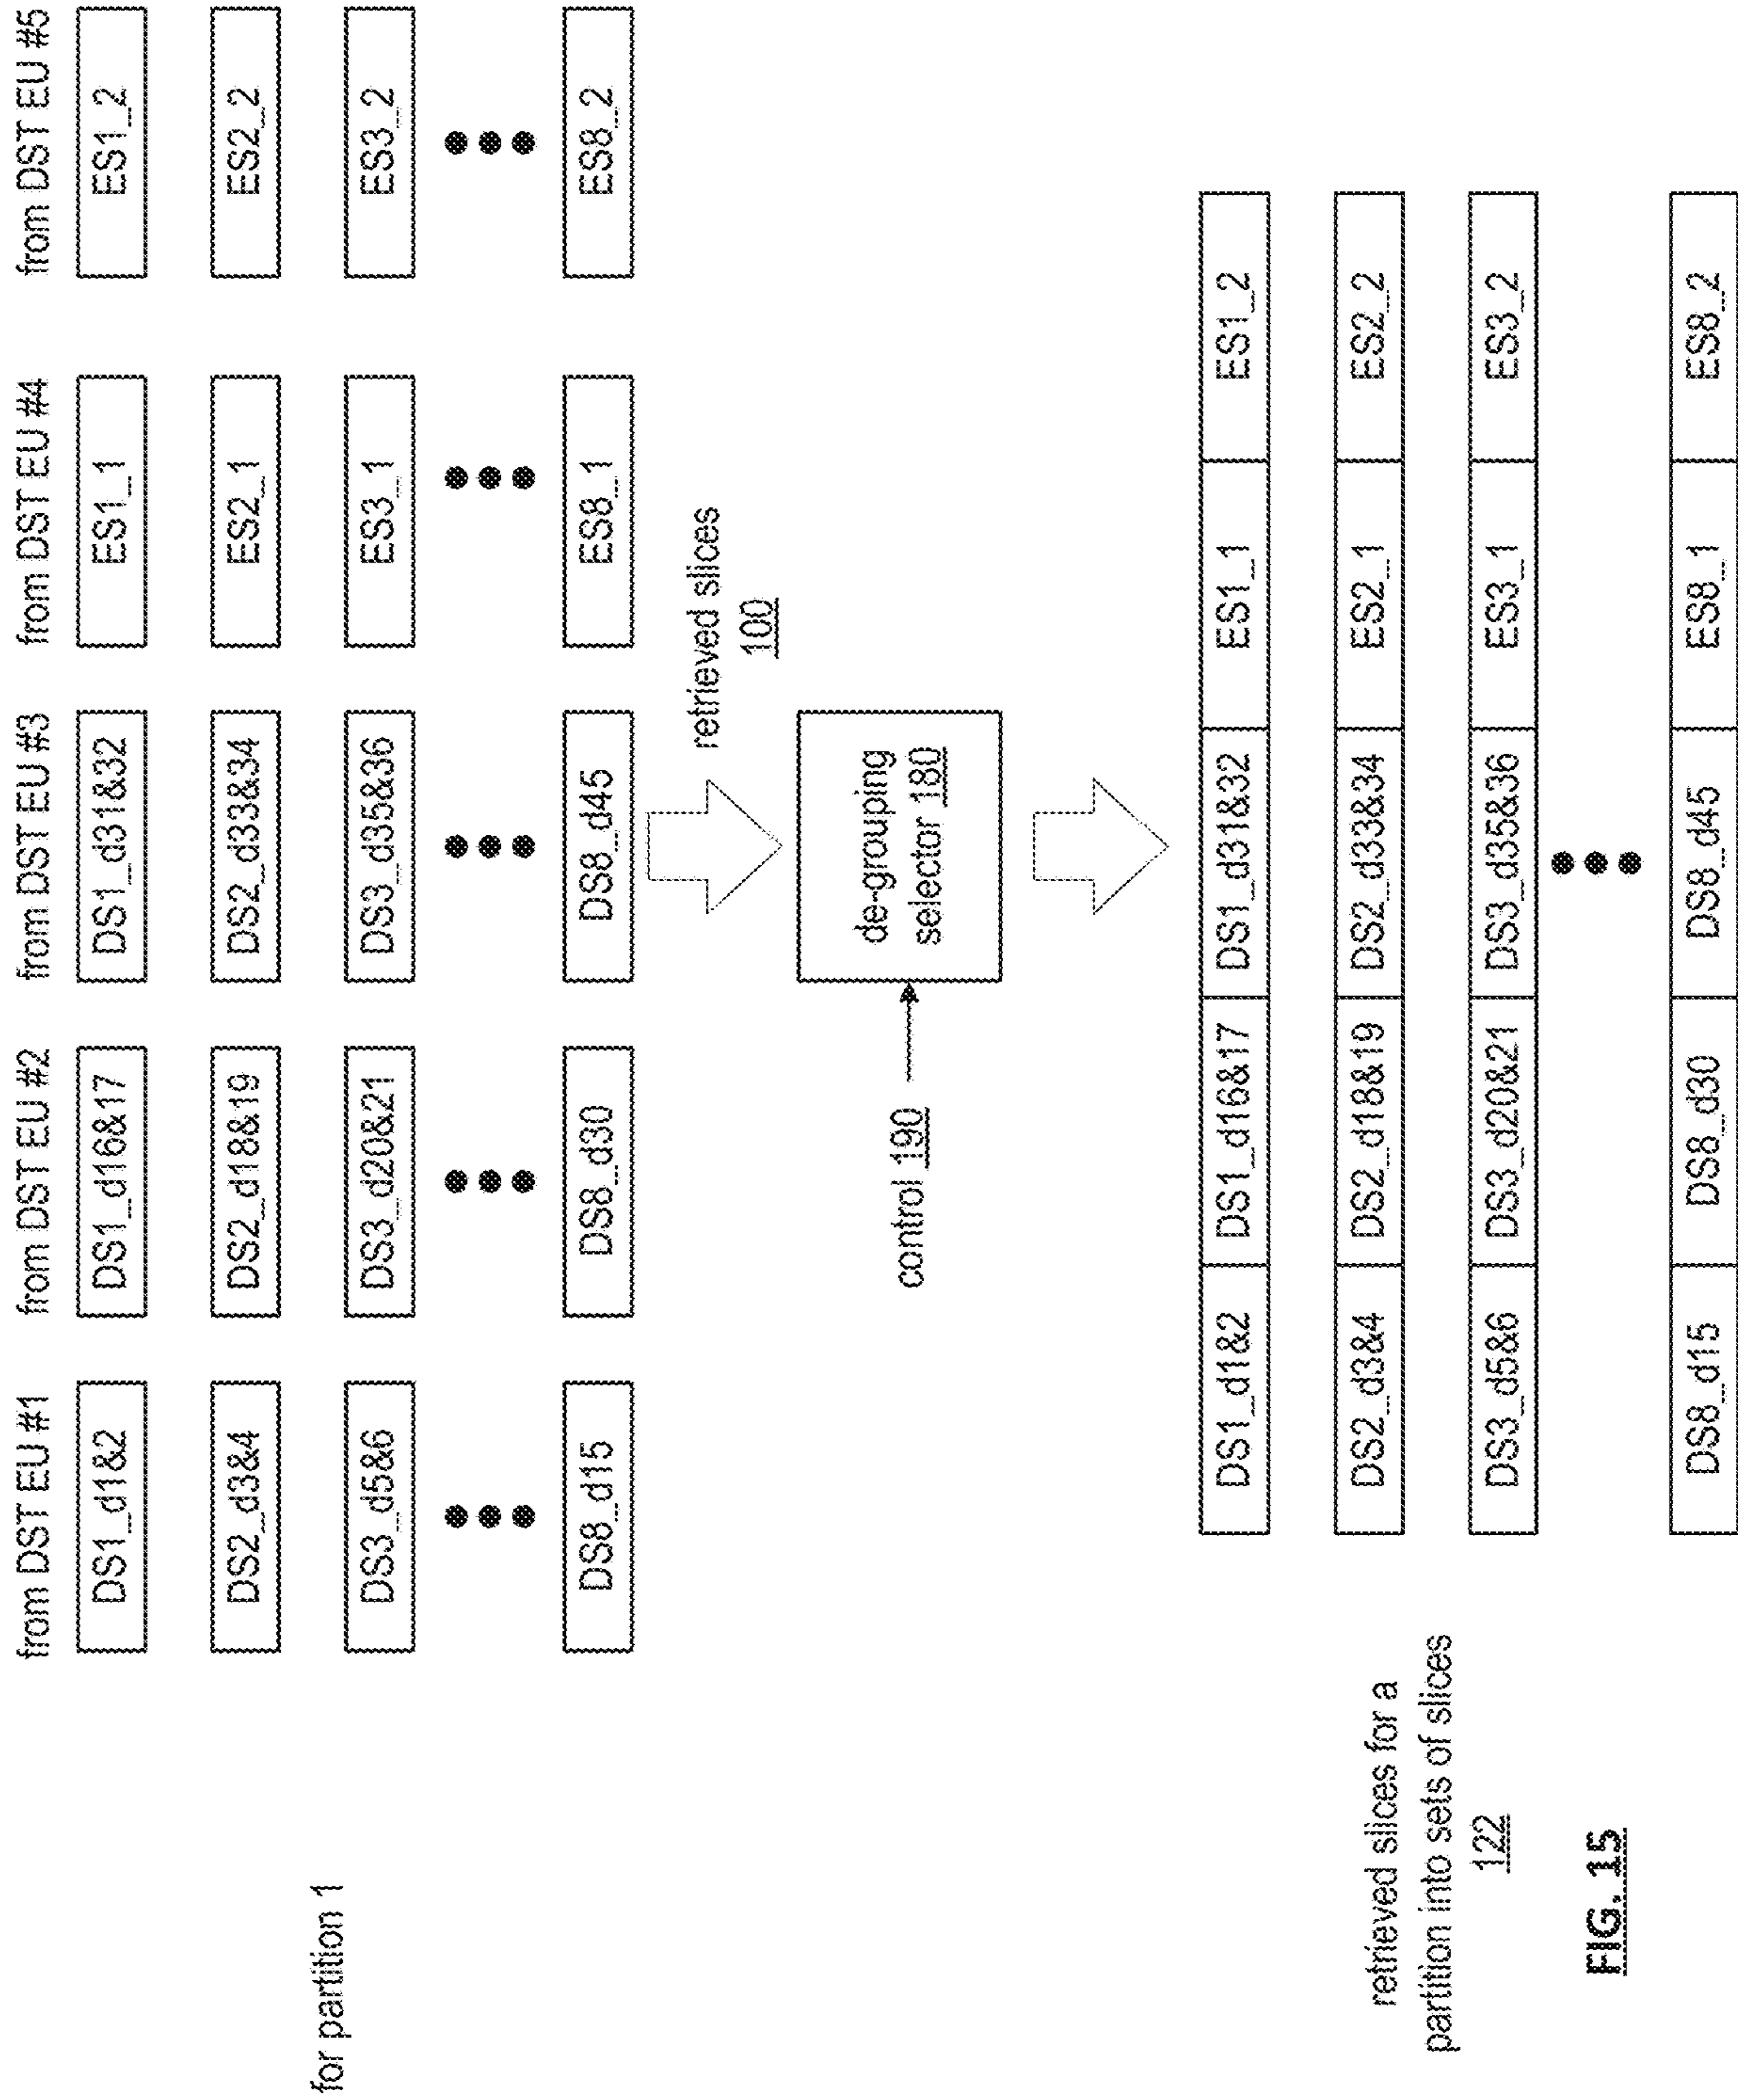 for partition 1
from DST EU #1
from DST EU #2
from DST EU #3
from DST EU #4
from DST EU #5
DS1_d1&2
DS1_d16&17
DS1_d31&32
ES1_1
ES1_2
DS2_d3&4
DS2_d18&19
DS2_d33&34
ES2_1
ES2_2
DS3_d5&6
DS3_d20&21
DS3_d35&36
ES3_1
ES3_2
DS8_d15
DS8_d30
DS8_d45
ES8_1
ES8_2
retrieved slices
100
control 190
de-grouping
selector 180
retrieved slices for a
partition into sets of slices
122
DS1_d1&2
DS1_d16&17
DS1_d31&32
ES1_1
ES1_2
DS2_d3&4
DS2_d18&19
DS2_d33&34
ES2_1
ES2_2
DS3_d5&6
DS3_d20&21
DS3_d35&36
ES3_1
ES3_2
DS8_d15
DS8_d30
DS8_d45
ES8_1
ES8_2
FIG. 15